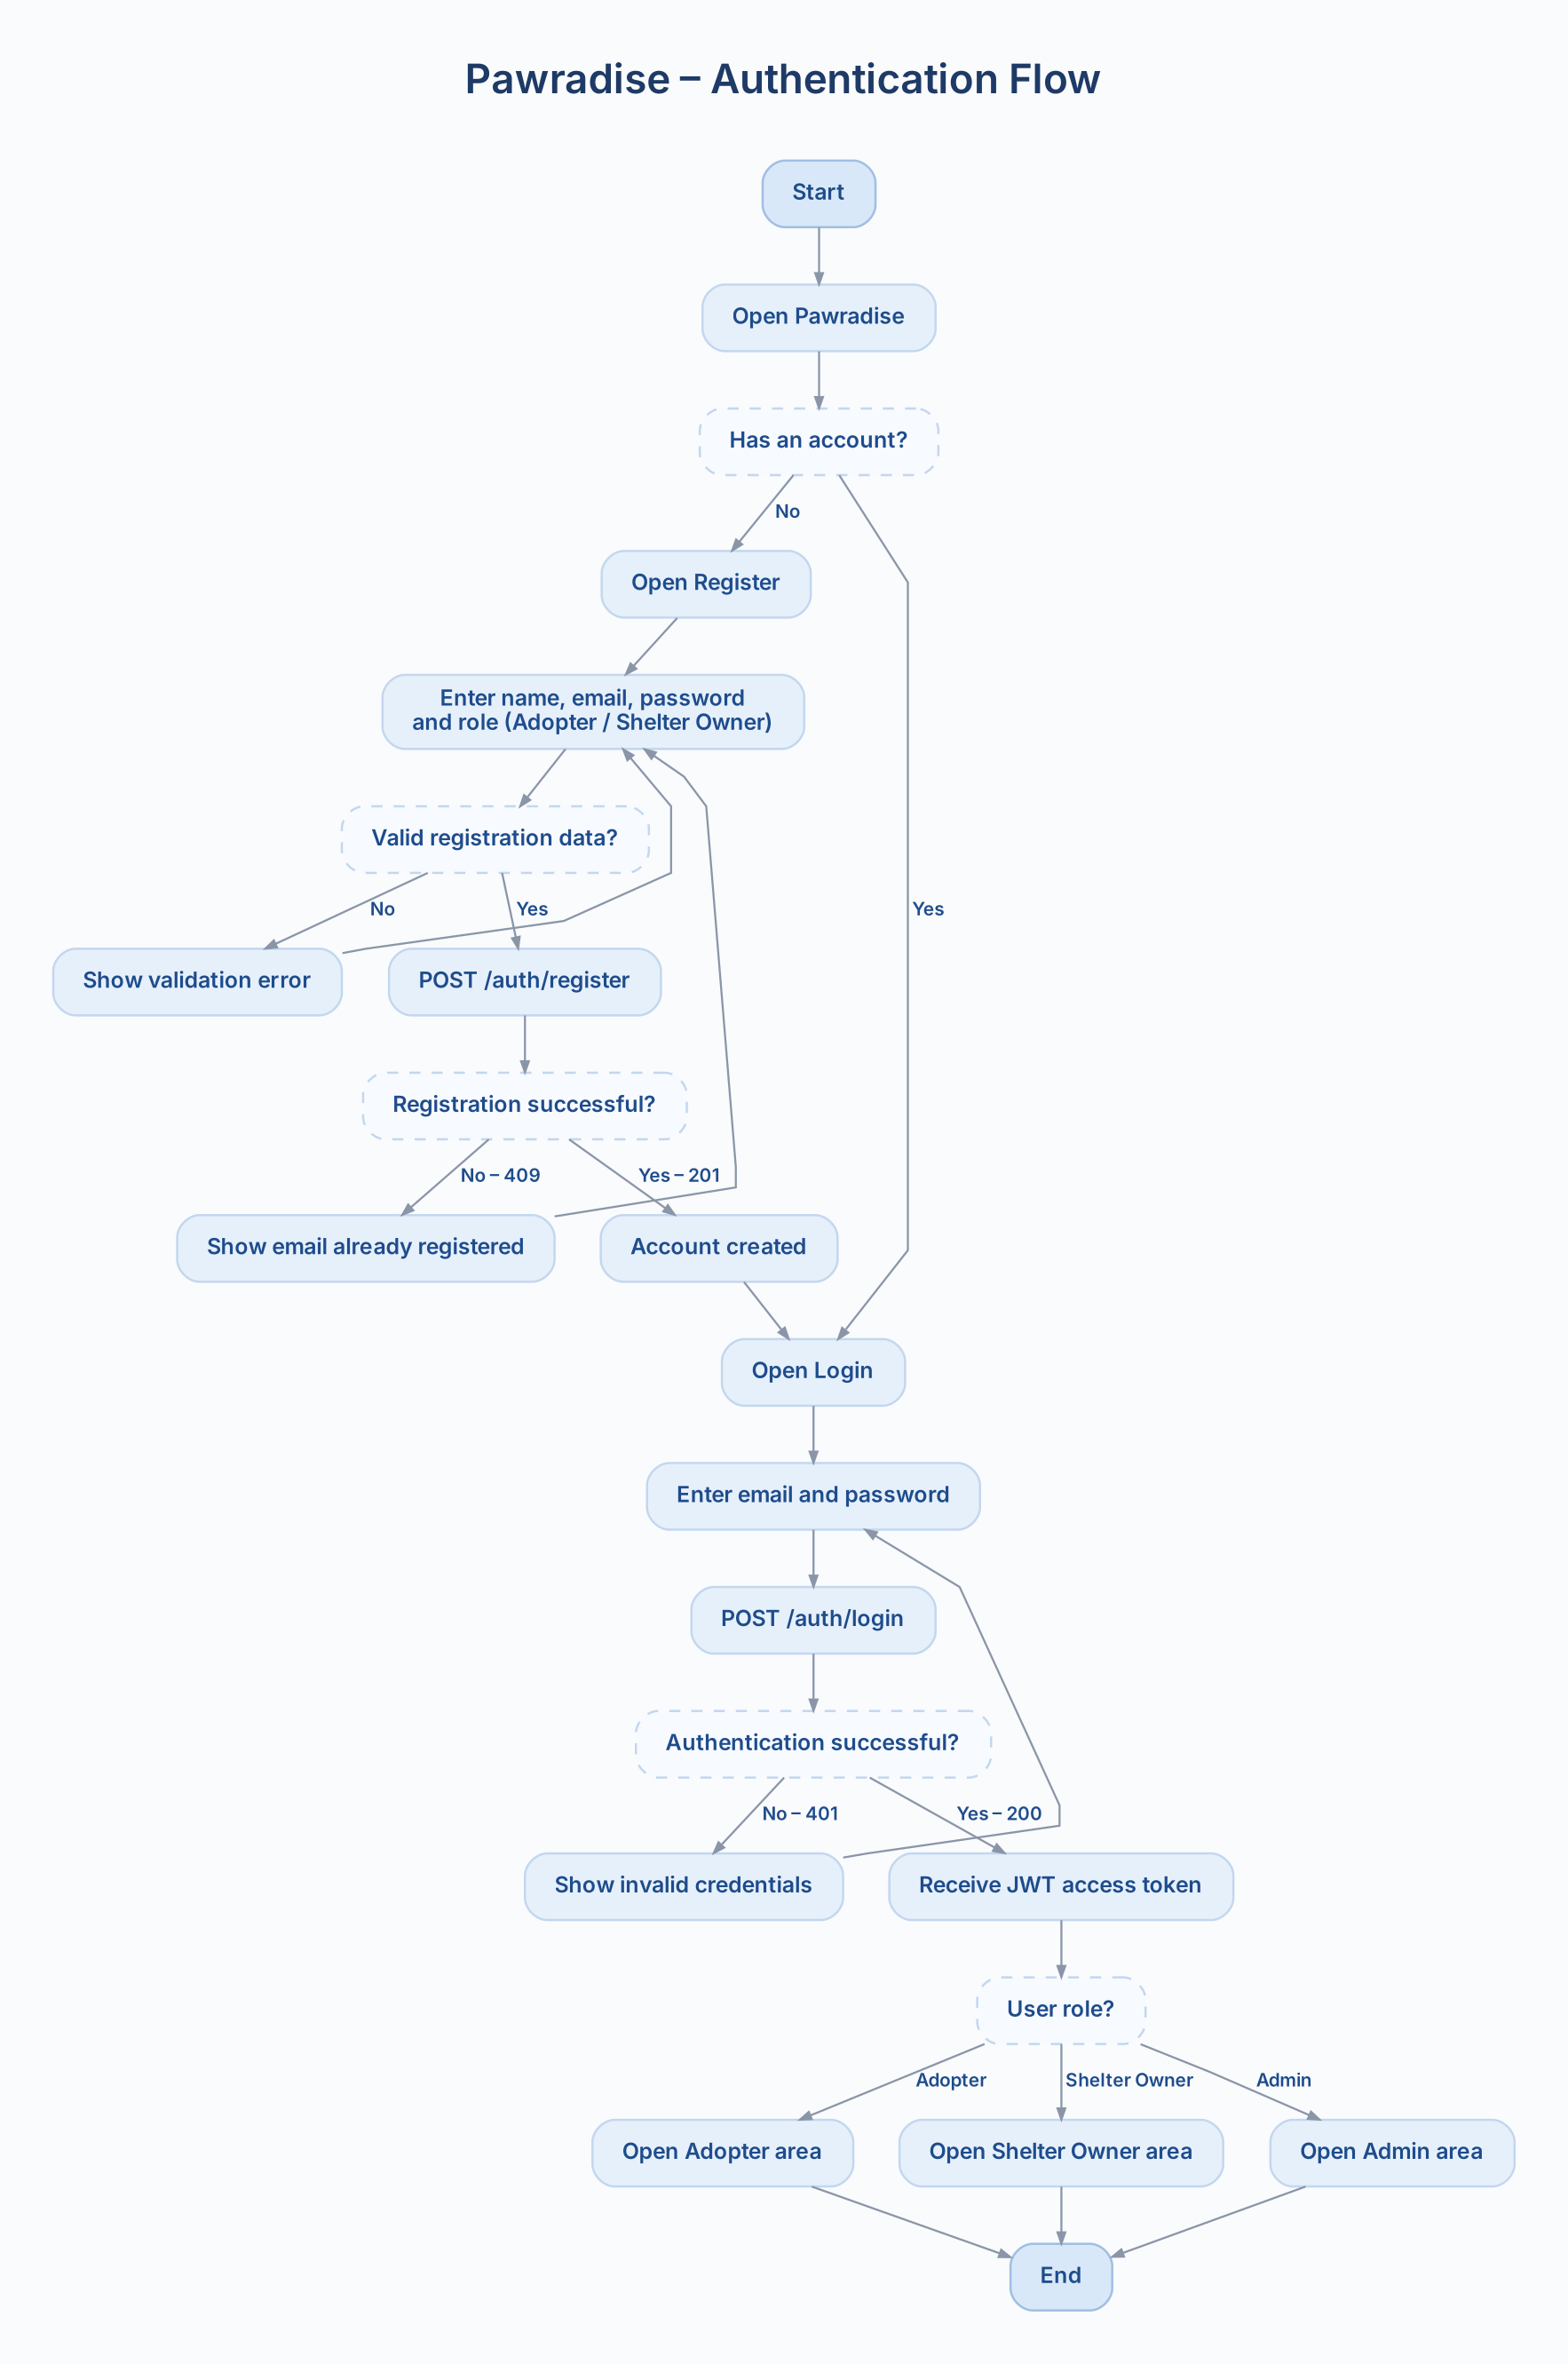 Pawradise – Authentication Flow
Start
Open Pawradise
Has an account?
No
Open Register
Enter name, email, password
and role (Adopter / Shelter Owner)
Valid registration data?
No
Yes
Yes
Show validation error
POST /auth/register
Registration successful?
No – 409
Yes – 201
Show email already registered
Account created
Open Login
Enter email and password
POST /auth/login
Authentication successful?
No – 401
Yes – 200
Show invalid credentials
Receive JWT access token
User role?
Adopter
Shelter Owner
Admin
Open Adopter area
Open Shelter Owner area
Open Admin area
End